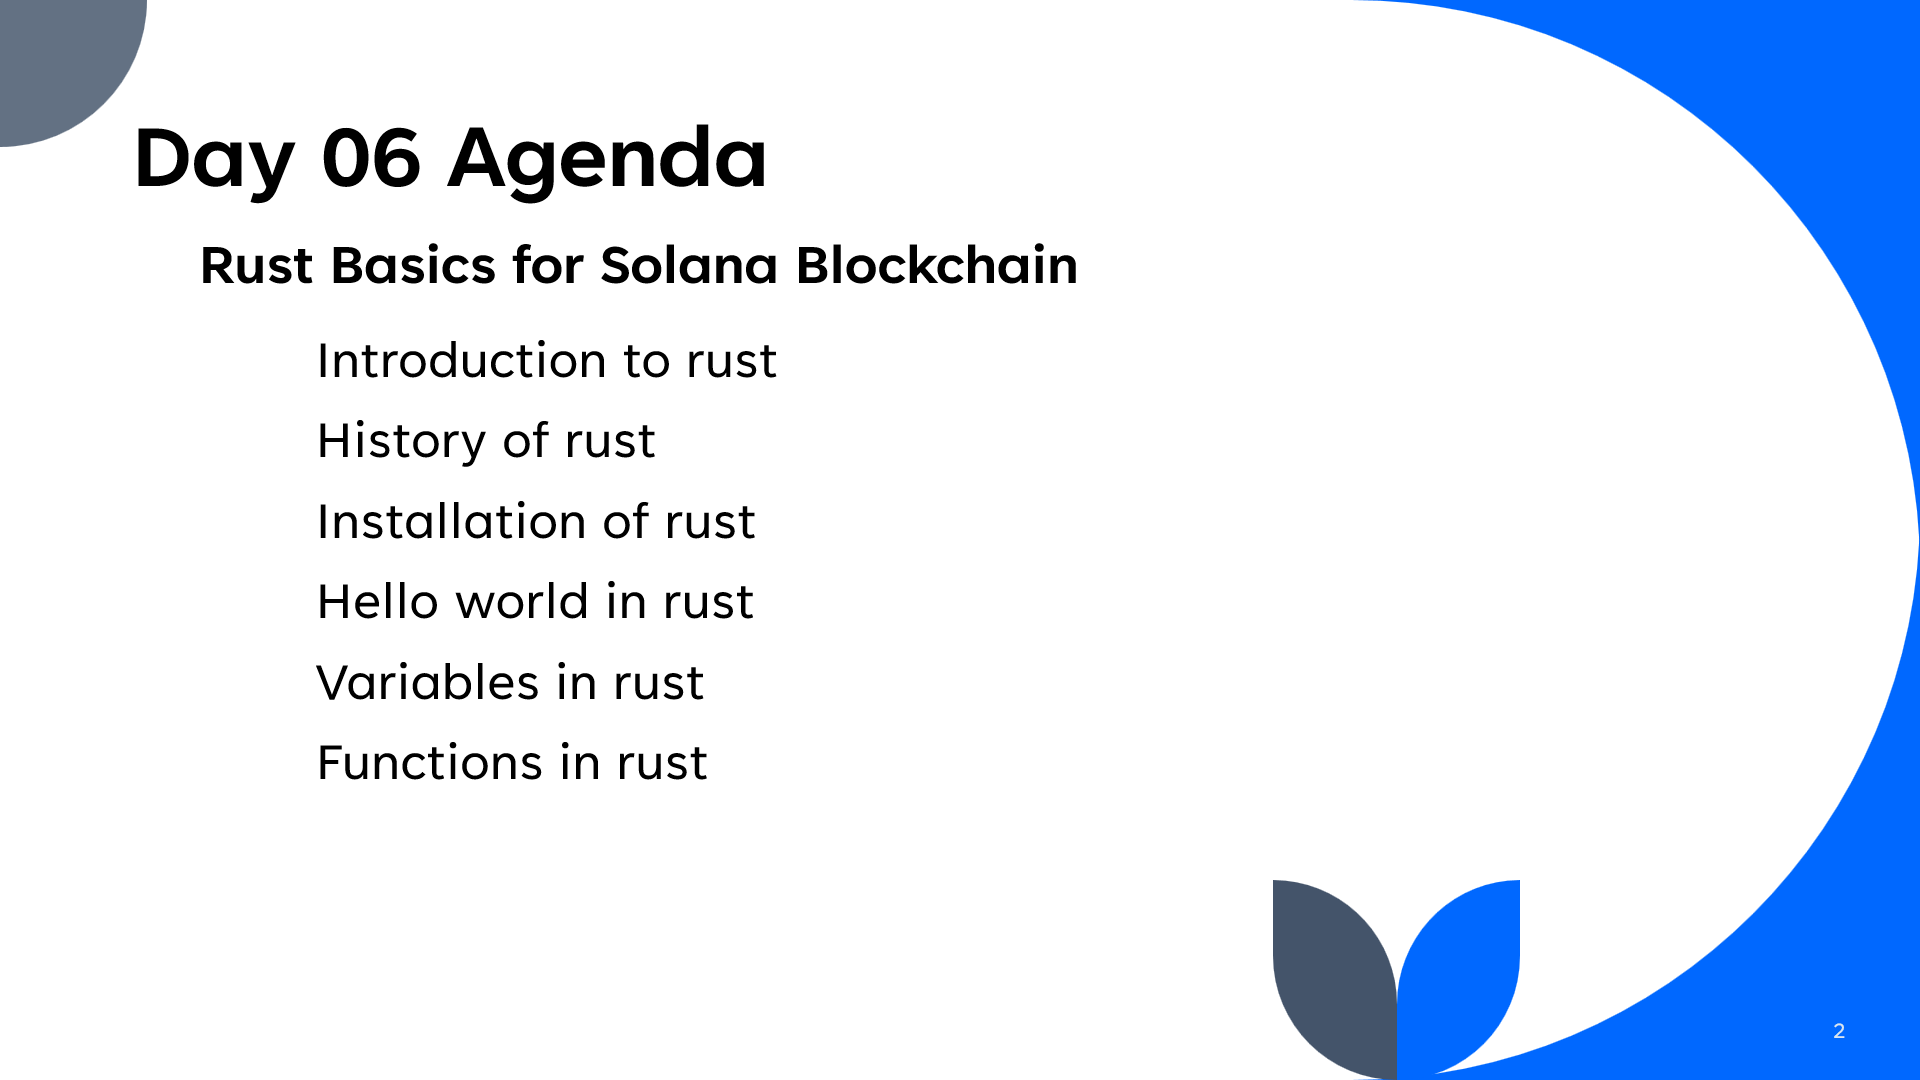 Day 06 Agenda
Rust Basics for Solana Blockchain
Introduction to rust
History of rust
Installation of rust
Hello world in rust
Variables in rust
Functions in rust
2